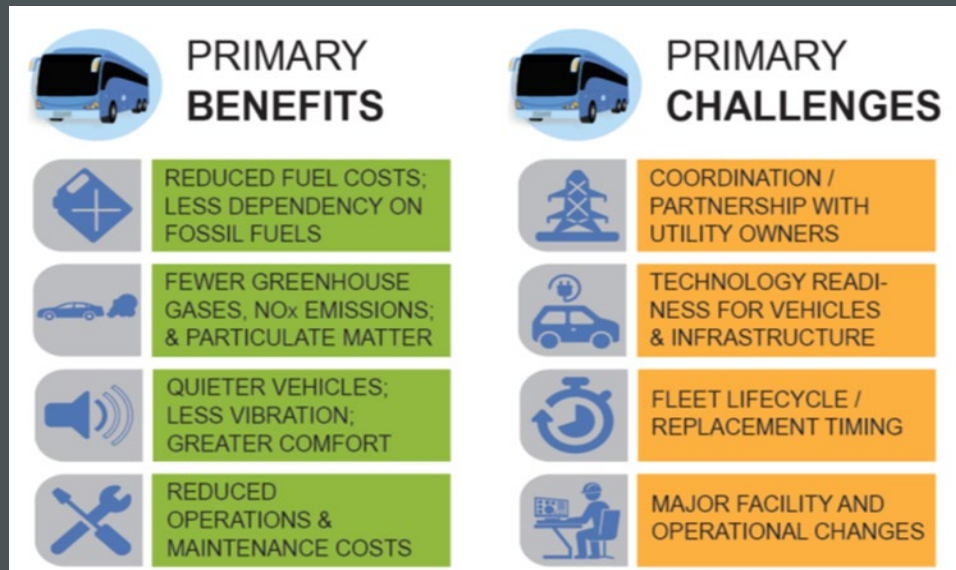 PRIMARY
BENEFITS
REDUCED FUEL COSTS;
LESS DEPENDENCY ON
FOSSIL FUELS
FEWER GREENHOUSE
GASES, NOx EMISSIONS;
& PARTICULATE MATTER
QUIETER VEHICLES;
LESS VIBRATION;
GREATER COMFORT
REDUCED
OPERATIONS &
MAINTENANCE COSTS
PRIMARY
CHALLENGES
COORDINATION /
PARTNERSHIP WITH
UTILITY OWNERS
TECHNOLOGY READI-
NESS FOR VEHICLES
& INFRASTRUCTURE
FLEET LIFECYCLE /
REPLACEMENT TIMING
MAJOR FACILITY AND
OPERATIONAL CHANGES